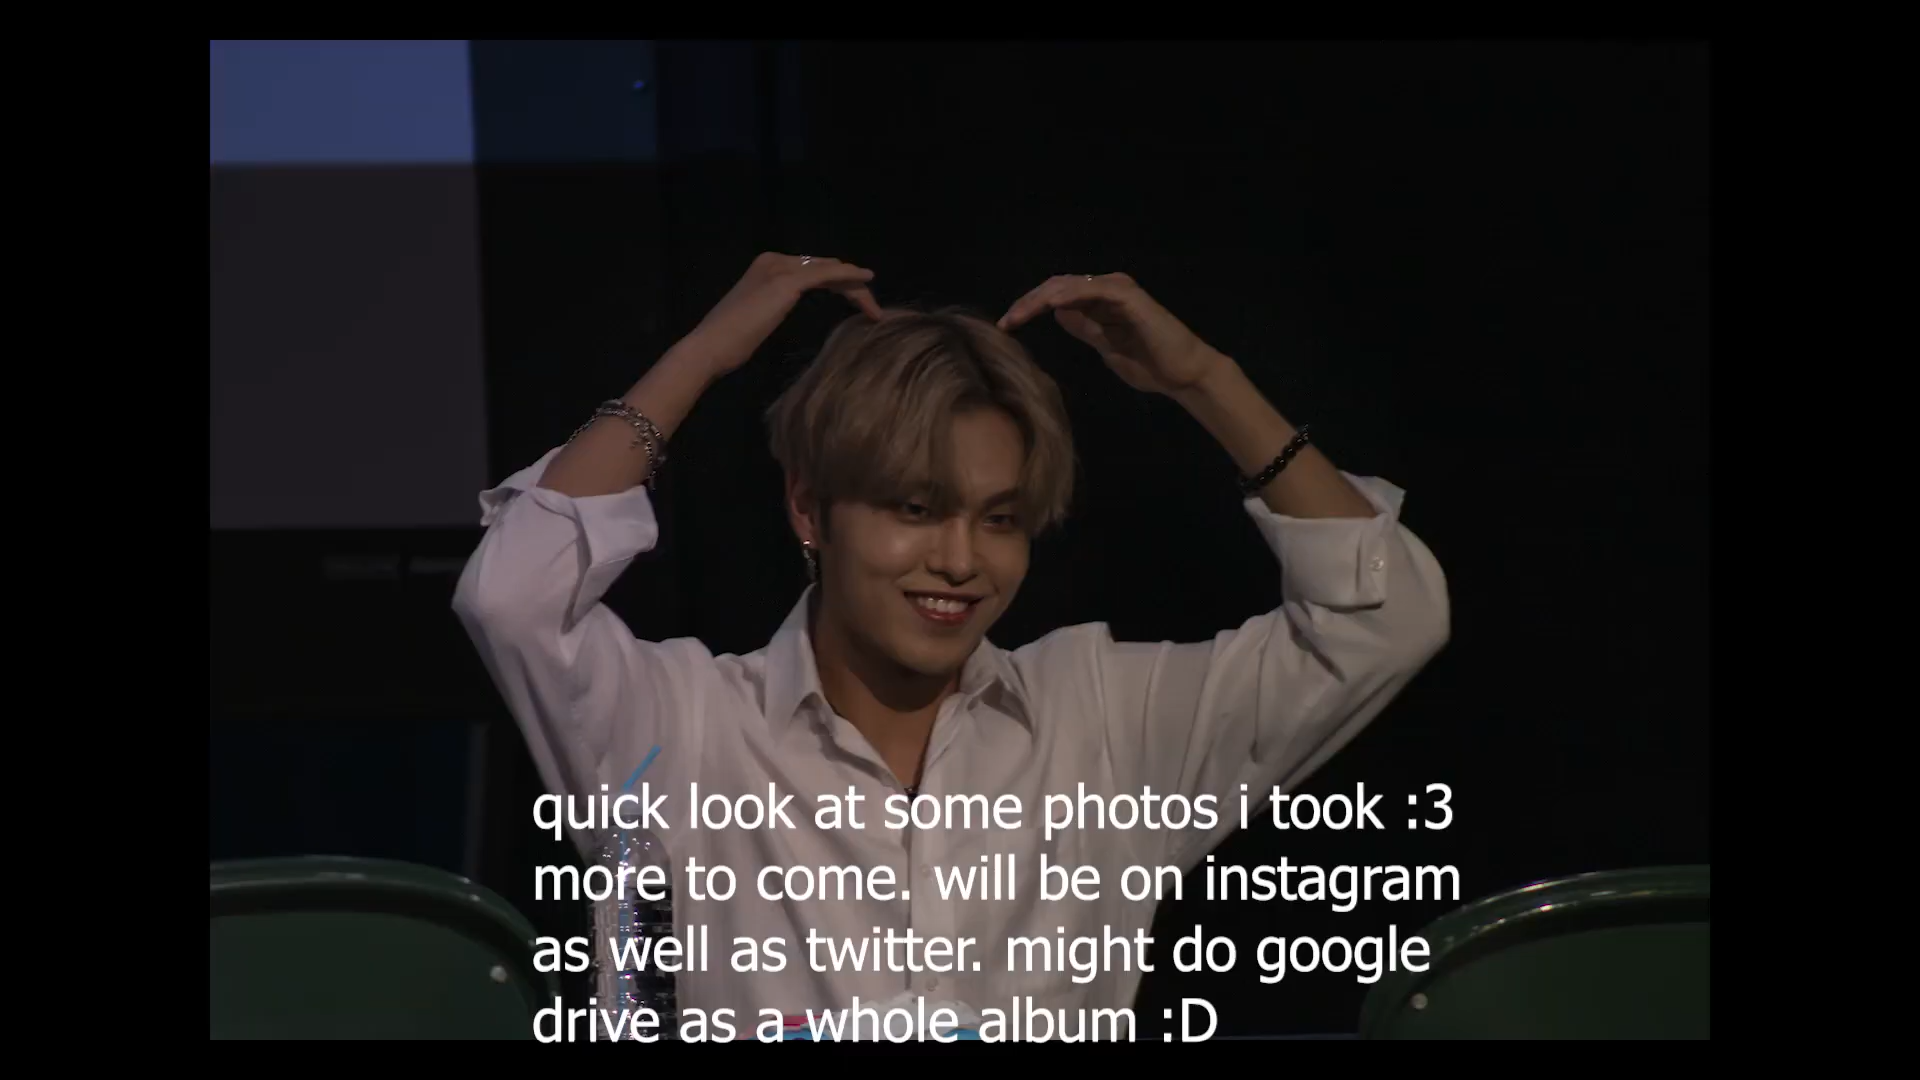 quick look at some photos i took :3
more to come. will be on instagram
as well as twitter. might do google
drive as a whole album :D